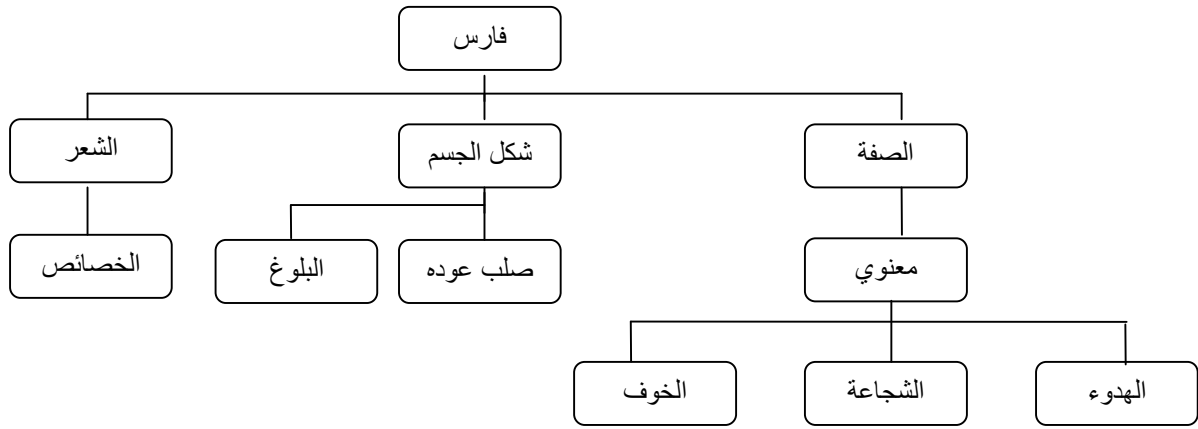 فارس
الصفة
شكل الجسم
الشعر
معنوي
صلب عوده
البلوغ
الخصائص
الهدوء
الشجاعة
الخوف